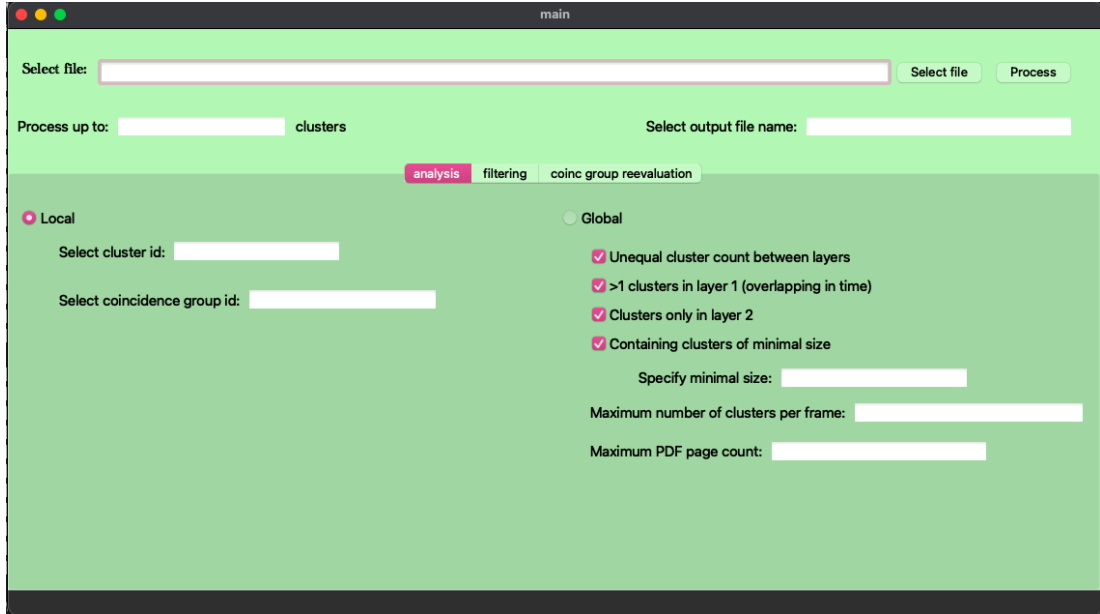 main
Select file: Select file Process
Process up to: clusters Select output file name:
analysis filtering coinc group reevaluation
Local
Select cluster id:
Select coincidence group id:
Global
Unequal cluster count between layers
>1 clusters in layer 1 (overlapping in time)
Clusters only in layer 2
Containing clusters of minimal size
Specify minimal size:
Maximum number of clusters per frame:
Maximum PDF page count: